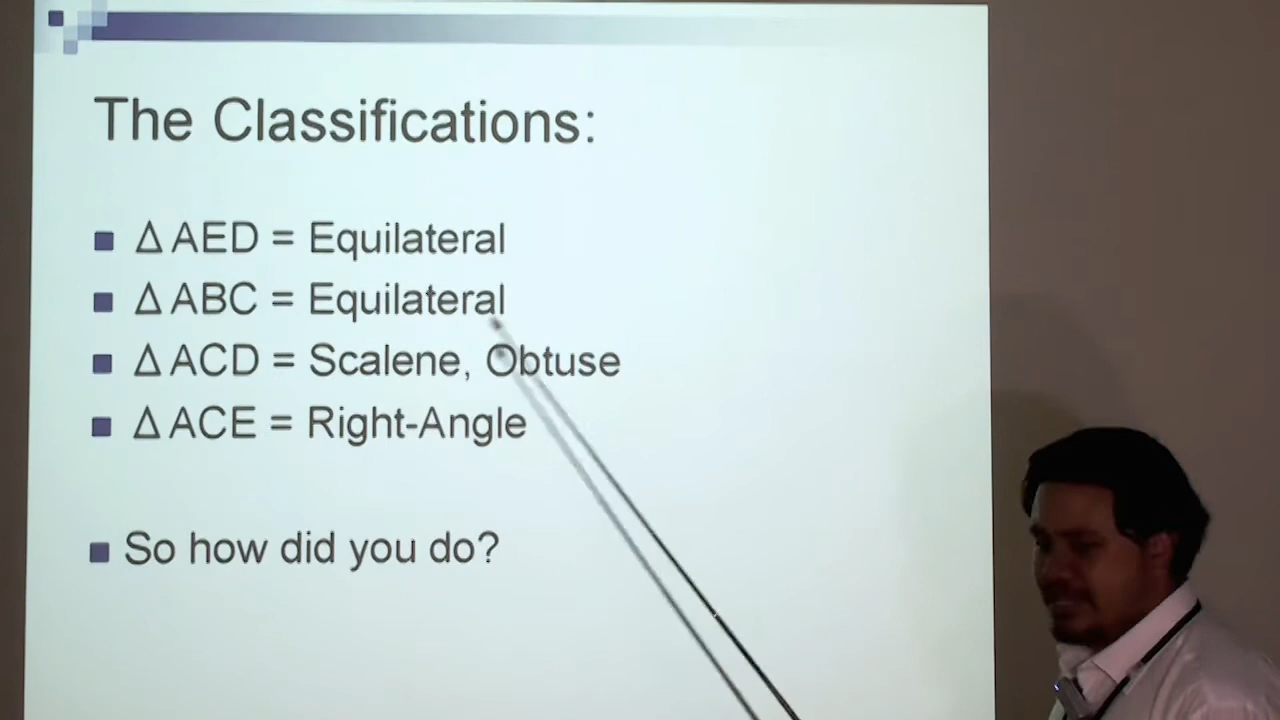 The Classifications:
Δ AED = Equilateral
Δ ABC = Equilateral
Δ ACD = Scalene, Obtuse
Δ ACE = Right-Angle
So how did you do?